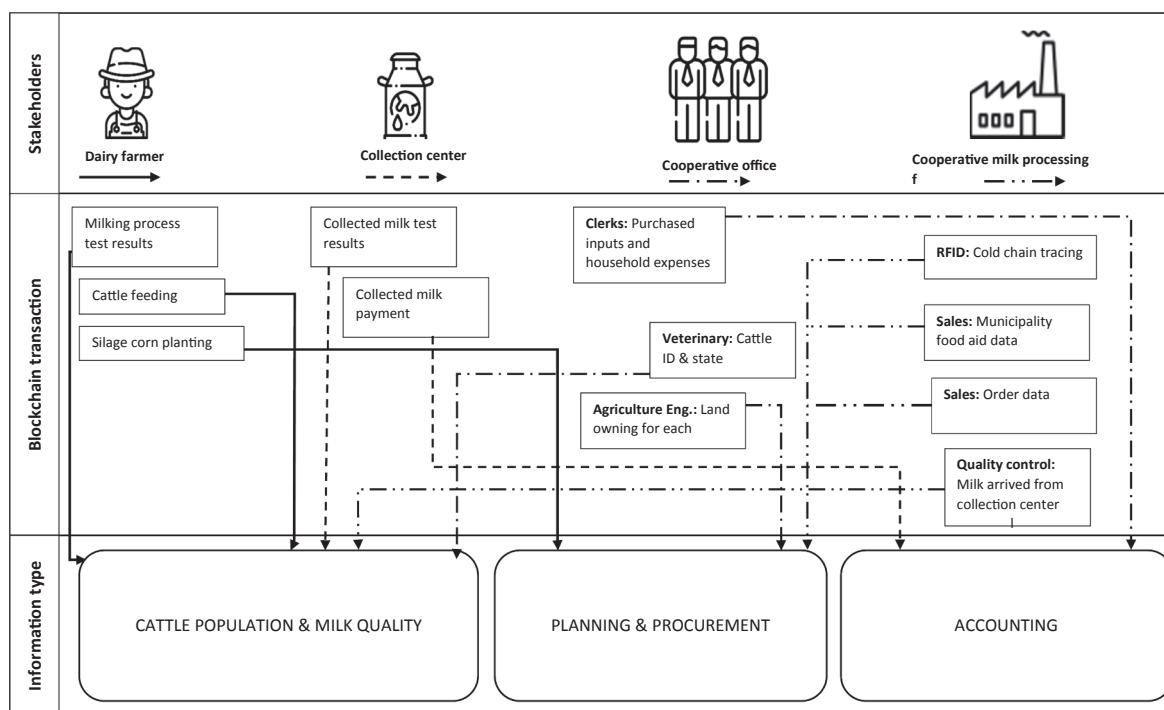 Stakeholders
Dairy farmer
Collection center
Cooperative office
Cooperative milk processing
f
Blockchain transaction
Milking process
test results
Cattle feeding
Silage corn planting
Collected milk test
results
Collected milk
payment
Clerks: Purchased
inputs and
household expenses
Veterinary: Cattle
ID & state
Agriculture Eng.: Land
owning for each
RFID: Cold chain tracing
Sales: Municipality
food aid data
Sales: Order data
Quality control:
Milk arrived from
collection center
Information type
CATTLE POPULATION & MILK QUALITY
PLANNING & PROCUREMENT
ACCOUNTING